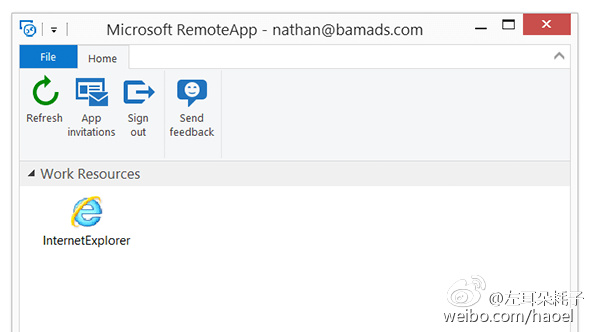 Microsoft RemoteApp - nathan@bamads.com
File Home
Refresh
App invitations
Sign out
Send feedback
Work Resources
InternetExplorer
@左耳朵耗子
weibo.com/haoel